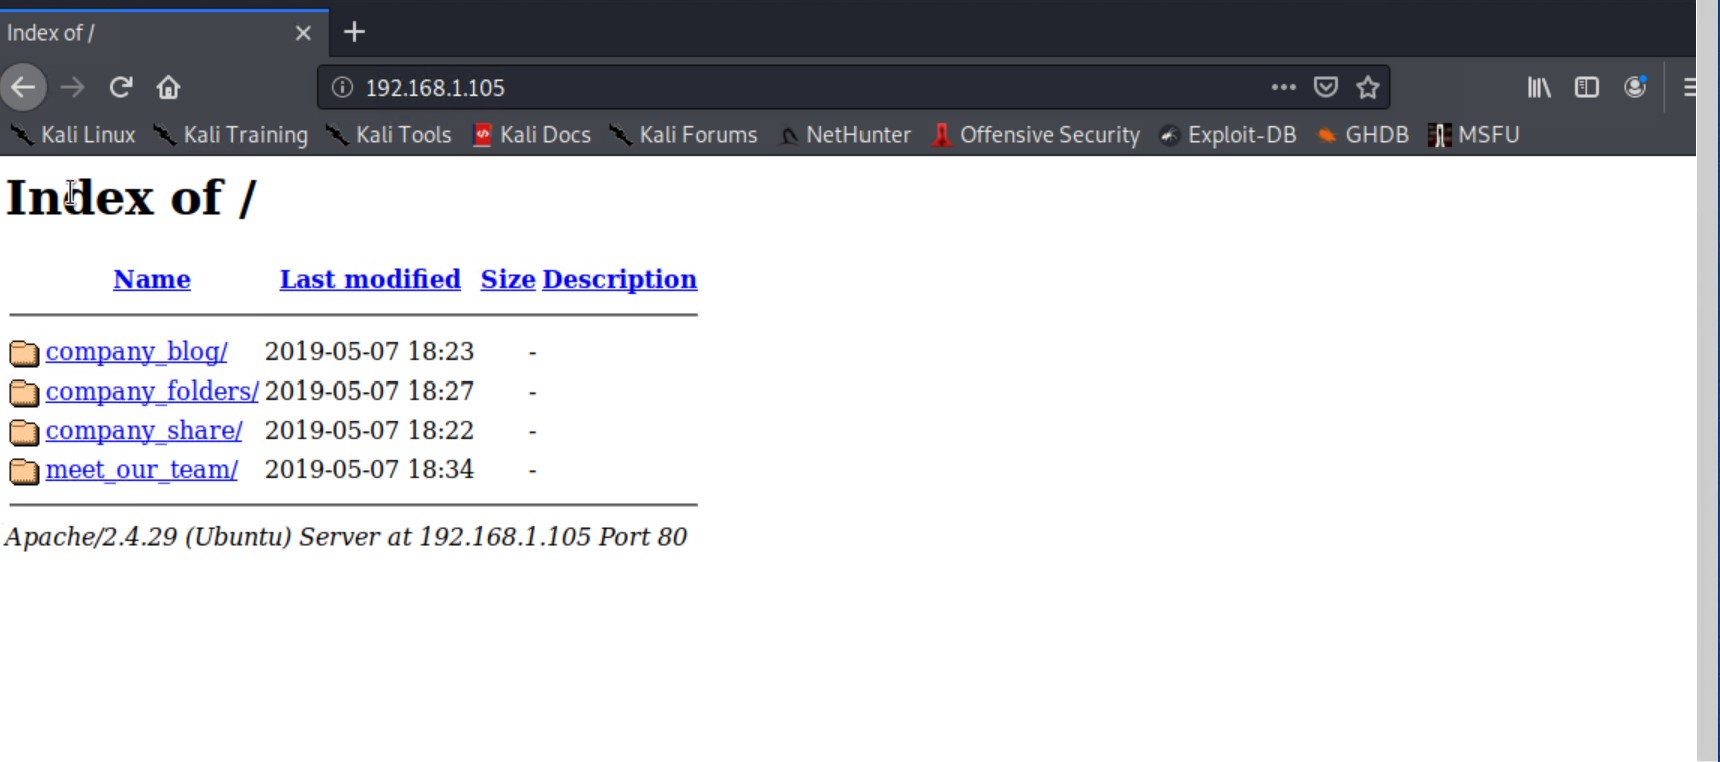 Index of /
192.168.1.105
Kali Linux Kali Training Kali Tools Kali Docs Kali Forums NetHunter Offensive Security Exploit-DB GHDB MSFU
Index of /
Name Last modified Size Description
company_blog/ 2019-05-07 18:23 -
company_folders/ 2019-05-07 18:27 -
company_share/ 2019-05-07 18:22 -
meet_our_team/ 2019-05-07 18:34 -
Apache/2.4.29 (Ubuntu) Server at 192.168.1.105 Port 80